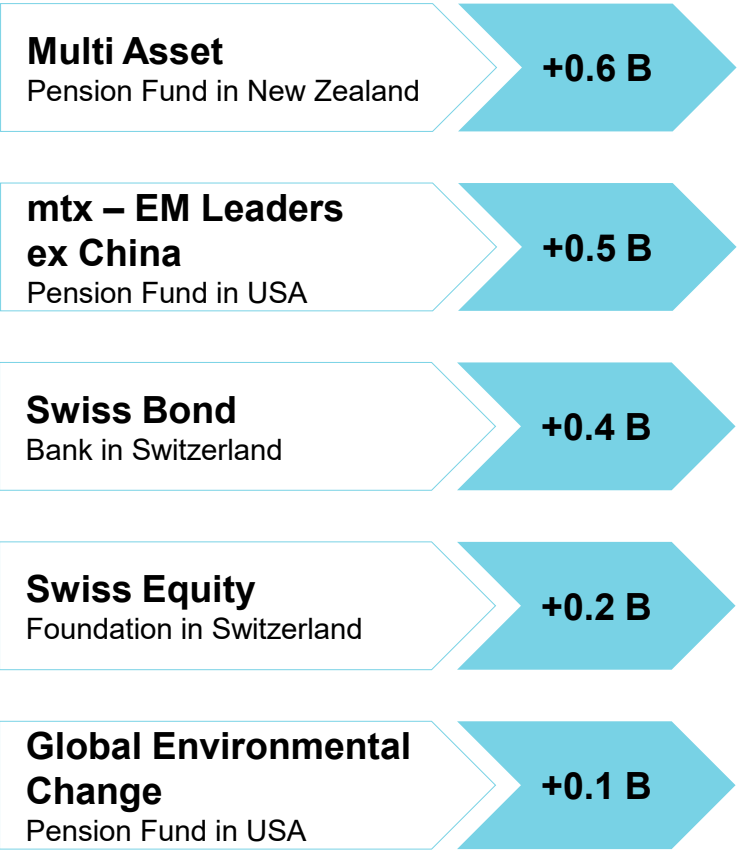 Multi Asset
Pension Fund in New Zealand
+0.6 B
mtx – EM Leaders
ex China
Pension Fund in USA
+0.5 B
Swiss Bond
Bank in Switzerland
+0.4 B
Swiss Equity
Foundation in Switzerland
+0.2 B
Global Environmental
Change
Pension Fund in USA
+0.1 B